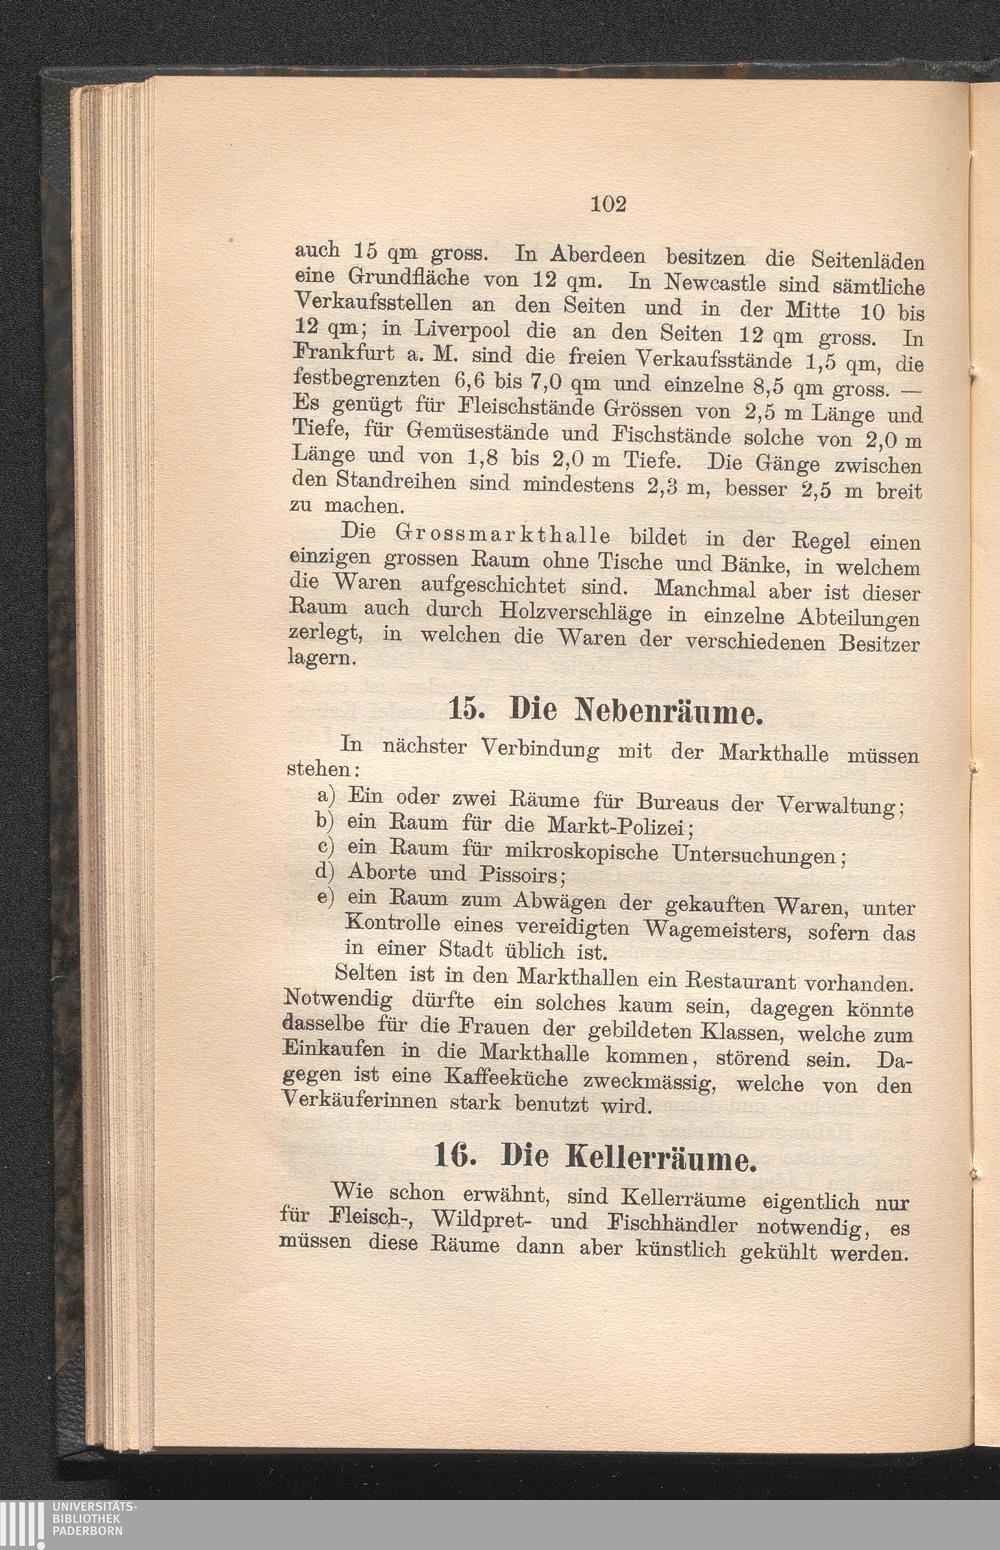 102
auch 15 qm gross. In Aberdeen besitzen die Seitenläden
eine Grundfläche von 12 qm. In Newcastle sind sämtliche
Verkaufsstellen an den Seiten und in der Mitte 10 bis
12 qm; in Liverpool die an den Seiten 12 qm gross. In
Frankfurt a. M. sind die freien Verkaufsstände 1,5 qm, die
festbegrenzten 6,6 bis 7,0 qm und einzelne 8,5 qm gross. —
Es genügt für Fleischstände Grössen von 2,5 m Länge und
Tiefe, für Gemüsestände und Fischstände solche von 2,0 m
Länge und von 1,8 bis 2,0 m Tiefe. Die Gänge zwischen
den Standreihen sind mindestens 2,3 m, besser 2,5 m breit
zu machen.
Die Grossmarkthalle bildet in der Regel einen
einzigen grossen Raum ohne Tische und Bänke, in welchem
die Waren aufgeschichtet sind. Manchmal aber ist dieser
Raum auch durch Holzverschläge in einzelne Abteilungen
zerlegt, in welchen die Waren der verschiedenen Besitzer
lagern.
15. Die Nebenräume.
In nächster Verbindung mit der Markthalle müssen
stehen:
a) Ein oder zwei Räume für Bureaus der Verwaltung;
b) ein Raum für die Markt-Polizei;
c) ein Raum für mikroskopische Untersuchungen;
d) Aborte und Pissoirs;
e) ein Raum zum Abwägen der gekauften Waren, unter
Kontrolle eines vereidigten Wagemeisters, sofern das
in einer Stadt üblich ist.
Selten ist in den Markthallen ein Restaurant vorhanden.
Notwendig dürfte ein solches kaum sein, dagegen könnte
dasselbe für die Frauen der gebildeten Klassen, welche zum
Einkaufen in die Markthalle kommen, störend sein. Da-
gegen ist eine Kaffeeküche zweckmässig, welche von den
Verkäuferinnen stark benutzt wird.
16. Die Kellerräume.
Wie schon erwähnt, sind Kellerräume eigentlich nur
für Fleisch-, Wildpret- und Fischhändler notwendig, es
müssen diese Räume dann aber künstlich gekühlt werden.
UNIVERSITÄTS-
BIBLIOTHEK
PADERBORN